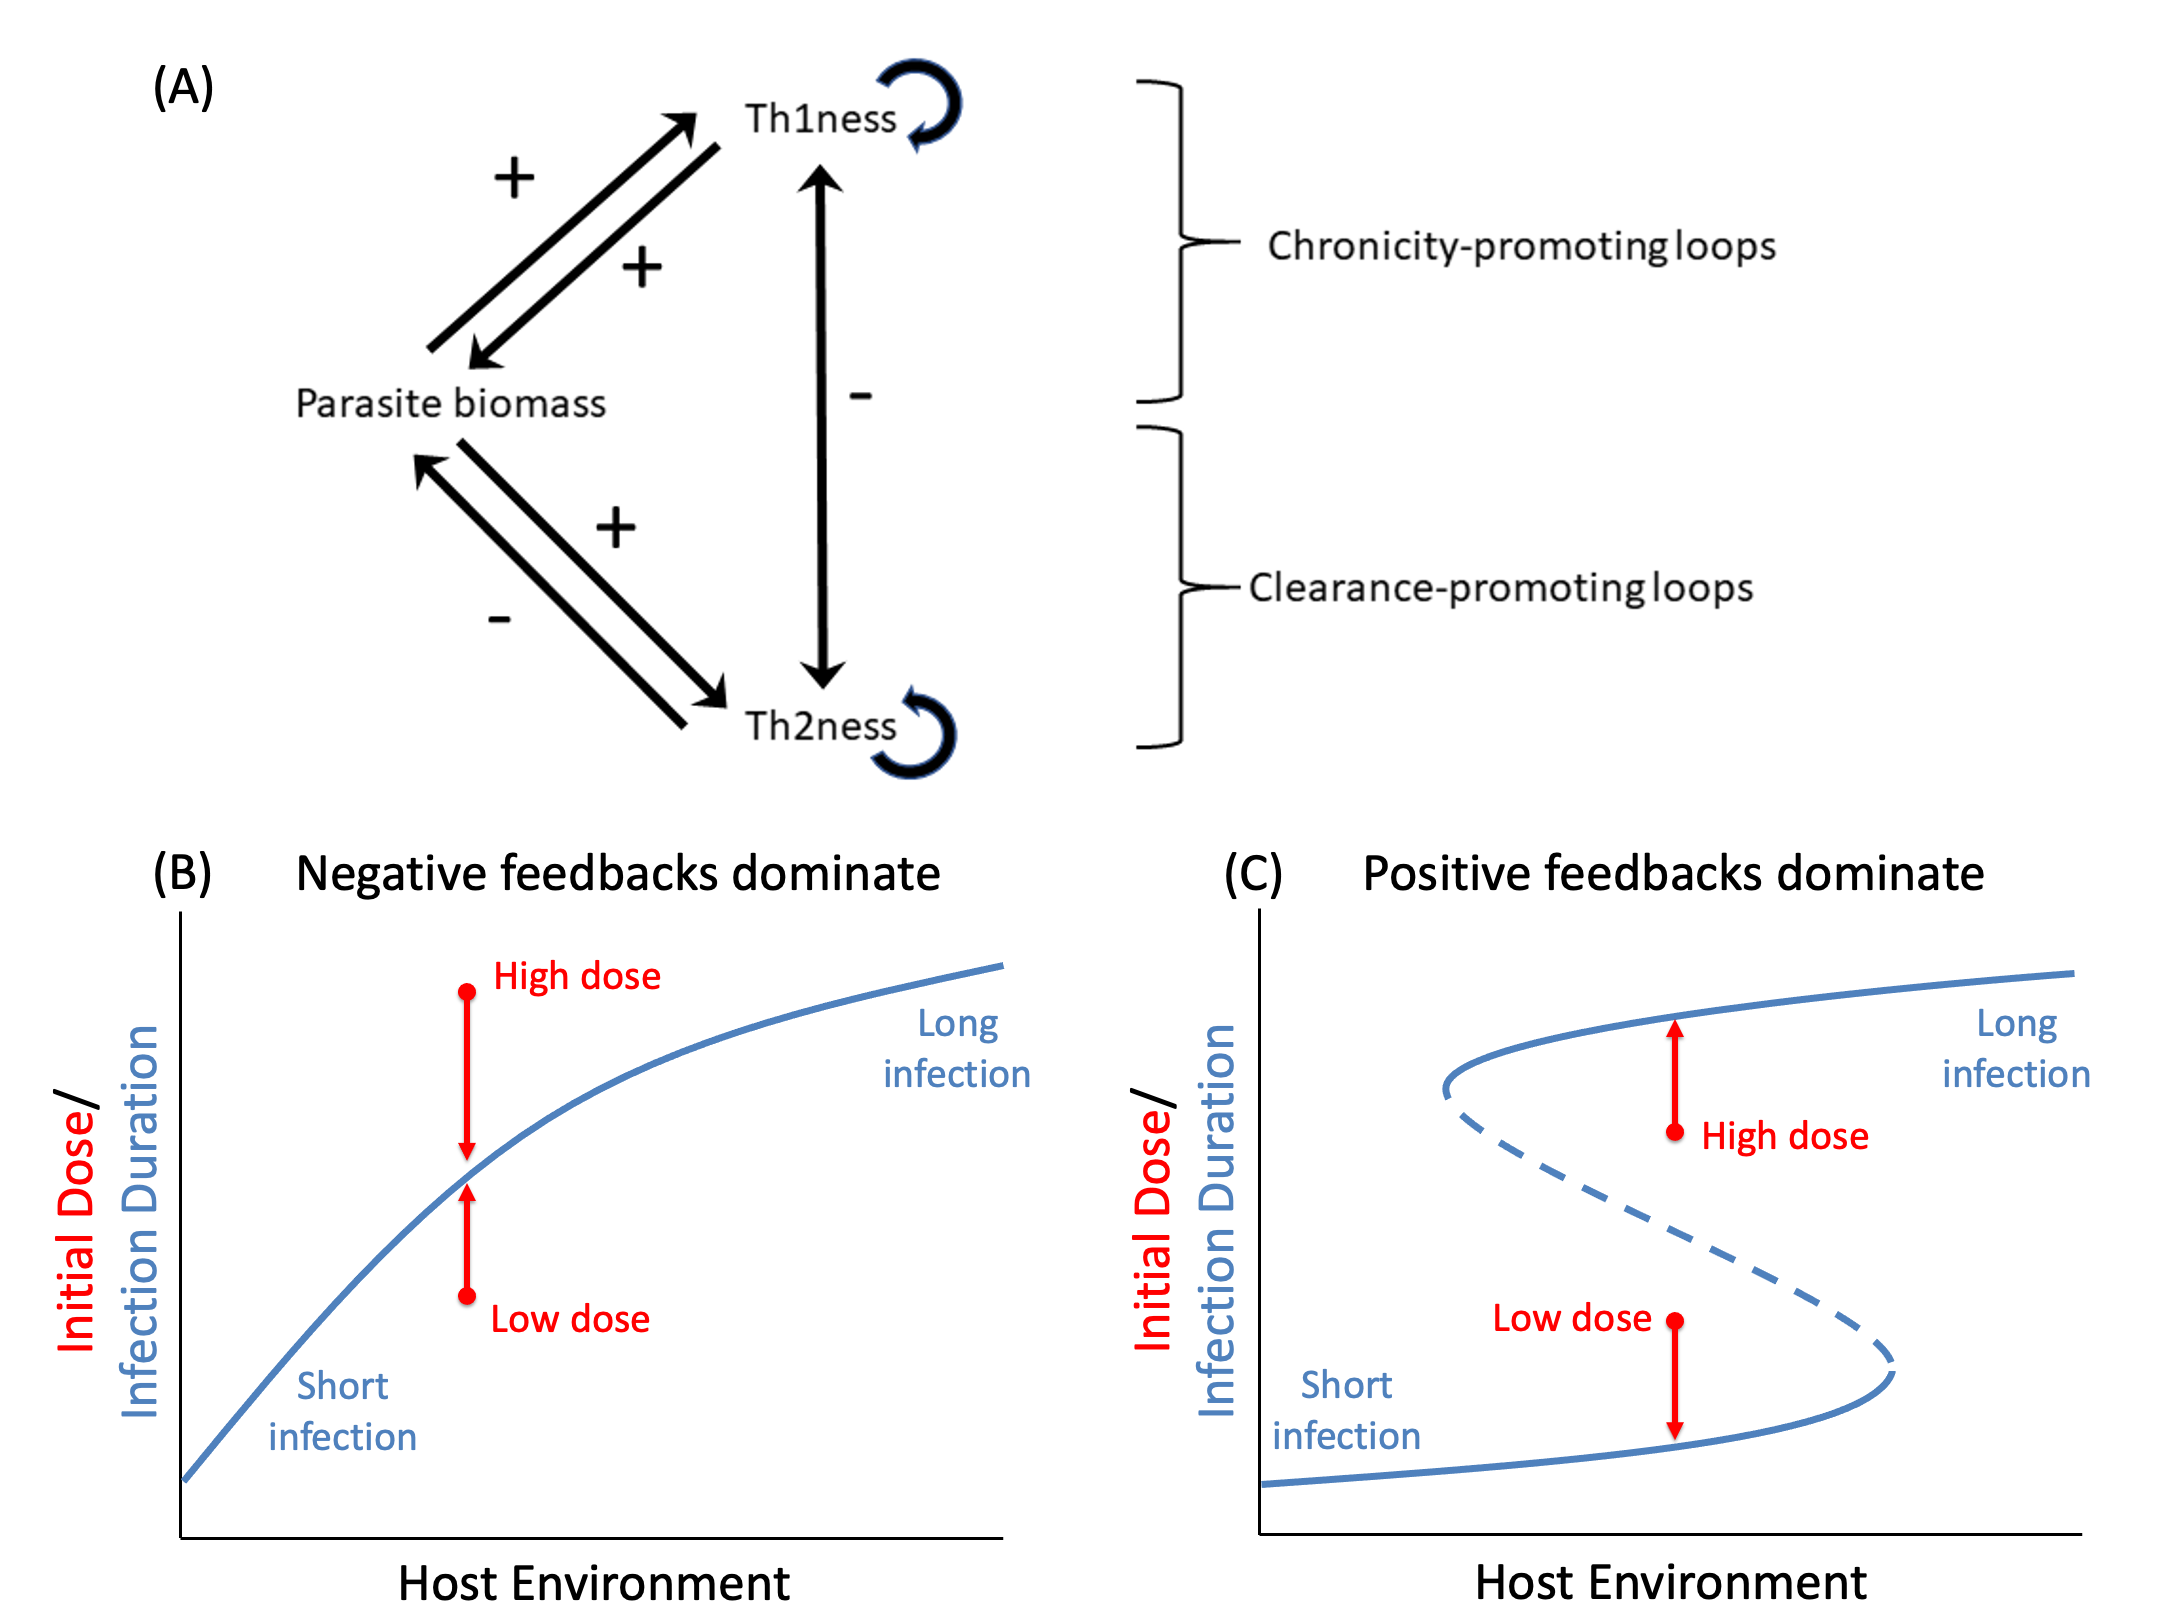 (A)
Th1ness
+
+
Chronicity-promoting loops
Parasite biomass
-
+
-
Clearance-promoting loops
Th2ness
(B) Negative feedbacks dominate
Initial Dose/
Infection Duration
High dose
Low dose
Long
infection
Short
infection
Host Environment
(C) Positive feedbacks dominate
Initial Dose/
Infection Duration
Long
infection
High dose
Low dose
Short
infection
Host Environment